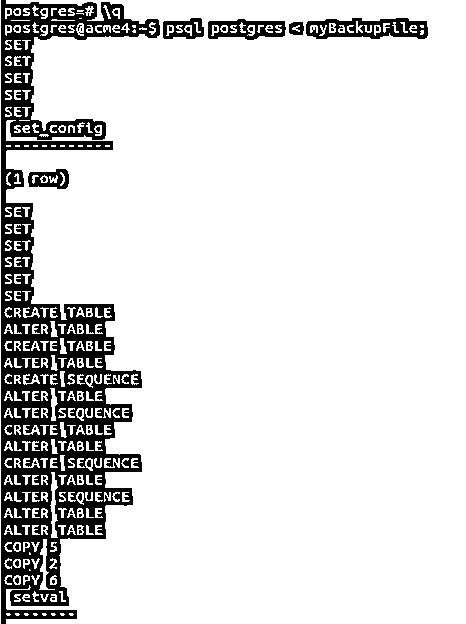 postgres=# \q
postgres@acme4:~$ psql postgres < myBackupFile;
SET
SET
SET
SET
SET
 set_config
------------

(1 row)

SET
SET
SET
SET
SET
SET
CREATE TABLE
ALTER TABLE
CREATE TABLE
ALTER TABLE
CREATE SEQUENCE
ALTER TABLE
ALTER SEQUENCE
CREATE TABLE
ALTER TABLE
CREATE SEQUENCE
ALTER TABLE
ALTER SEQUENCE
ALTER TABLE
ALTER TABLE
COPY 5
COPY 2
COPY 6
 setval
--------